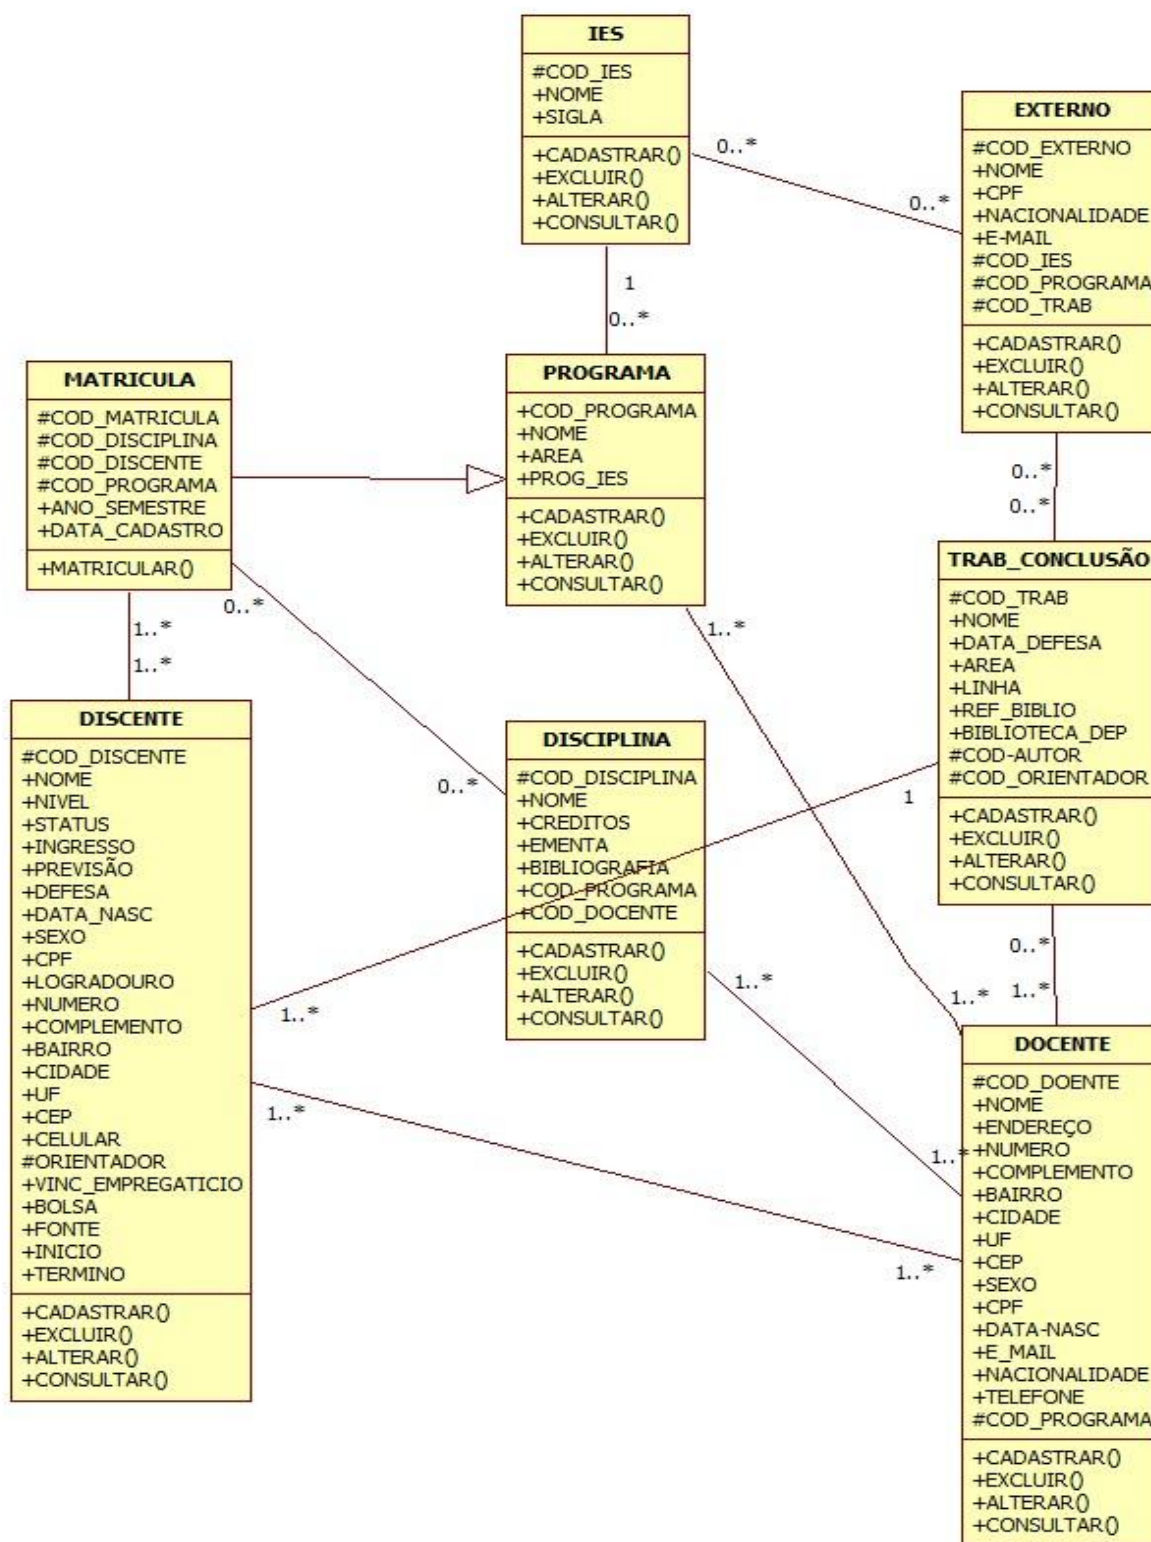 IES
#COD_IES
+NOME
+SIGLA
+CADASTRAR()
+EXCLUIR()
+ALTERAR()
+CONSULTAR()
0..*
0..*
EXTERNO
#COD_EXTERNO
+NOME
+CPF
+NACIONALIDADE
+E-MAIL
#COD_IES
#COD_PROGRAMA
#COD_TRAB
+CADASTRAR()
+EXCLUIR()
+ALTERAR()
+CONSULTAR()
1
0..*
MATRICULA
#COD_MATRICULA
#COD_DISCIPLINA
#COD_DISCENTE
#COD_PROGRAMA
+ANO_SEMESTRE
+DATA_CADASTRO
+MATRICULAR()
PROGRAMA
+COD_PROGRAMA
+NOME
+AREA
+PROG_IES
+CADASTRAR()
+EXCLUIR()
+ALTERAR()
+CONSULTAR()
0..*
0..*
TRAB_CONCLUSÃO
#COD_TRAB
+NOME
+DATA_DEFESA
+AREA
+LINHA
+REF_BIBLIO
+BIBLIOTECA_DEP
#COD-AUTOR
#COD_ORIENTADOR
+CADASTRAR()
+EXCLUIR()
+ALTERAR()
+CONSULTAR()
0..*
1..*
1..*
1..*
DISCENTE
#COD_DISCENTE
+NOME
+NIVEL
+STATUS
+INGRESSO
+PREVISÃO
+DEFESA
+DATA_NASC
+SEXO
+CPF
+LOGRADOURO
+NUMERO
+COMPLEMENTO
+BAIRRO
+CIDADE
+UF
+CEP
+CELULAR
#ORIENTADOR
+VINC_EMPREGATICIO
+BOLSA
+FONTE
+INICIO
+TERMINO
+CADASTRAR()
+EXCLUIR()
+ALTERAR()
+CONSULTAR()
0..*
DISCIPLINA
#COD_DISCIPLINA
+NOME
+CREDITOS
+EMENTA
+BIBLIOGRAFIA
+COD_PROGRAMA
+COD_DOCENTE
+CADASTRAR()
+EXCLUIR()
+ALTERAR()
+CONSULTAR()
1
0..*
1..*
1..*
1..*
1..*
1..*
1..*
1..*
DOCENTE
#COD_DOENTE
+NOME
+ENDEREÇO
+NUMERO
+COMPLEMENTO
+BAIRRO
+CIDADE
+UF
+CEP
+SEXO
+CPF
+DATA-NASC
+E_MAIL
+NACIONALIDADE
+TELEFONE
#COD_PROGRAMA
+CADASTRAR()
+EXCLUIR()
+ALTERAR()
+CONSULTAR()